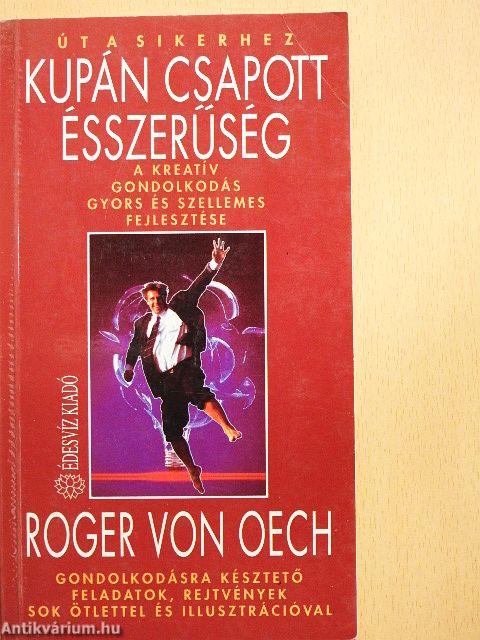 ÚT A SIKERHEZ
KUPÁN CSAPOTT
ÉSSZERŰSÉG
A KREATÍV
GONDOLKODÁS
GYORS ÉS SZELLEMES
FEJLESZTÉSE
ÉDESVÍZ KIADÓ
ROGER VON OECH
GONDOLKODÁSRA KÉSZTETŐ
FELADATOK, REJTVÉNYEK
SOK ÖTLETTEL ÉS ILLUSZTRÁCIÓVAL
Antikvárium.hu